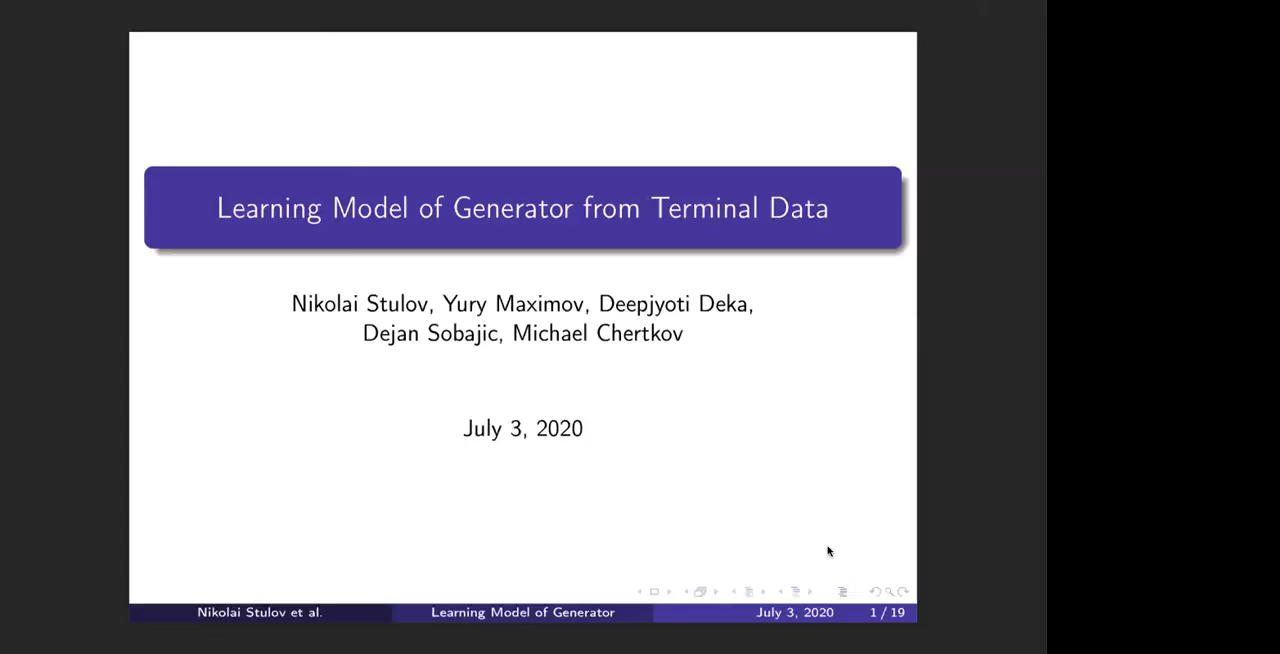 Learning Model of Generator from Terminal Data
Nikolai Stulov, Yury Maximov, Deepjyoti Deka,
Dejan Sobajic, Michael Chertkov
July 3, 2020
Nikolai Stulov et al. Learning Model of Generator July 3, 2020 1 / 19